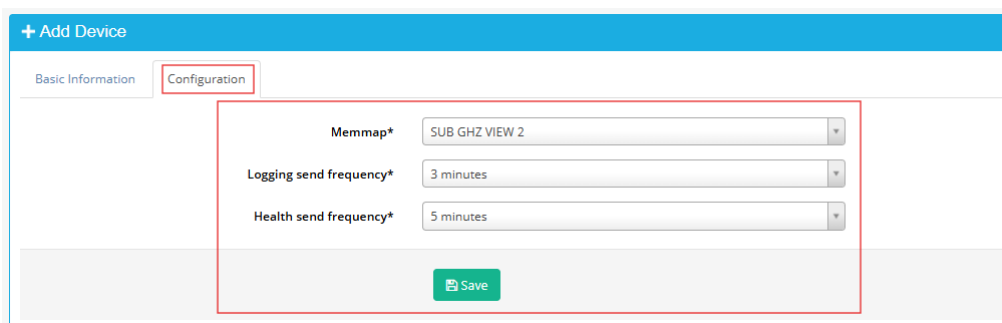 + Add Device
Basic Information
Configuration
Memmap* SUB GHZ VIEW 2
Logging send frequency* 3 minutes
Health send frequency* 5 minutes
Save